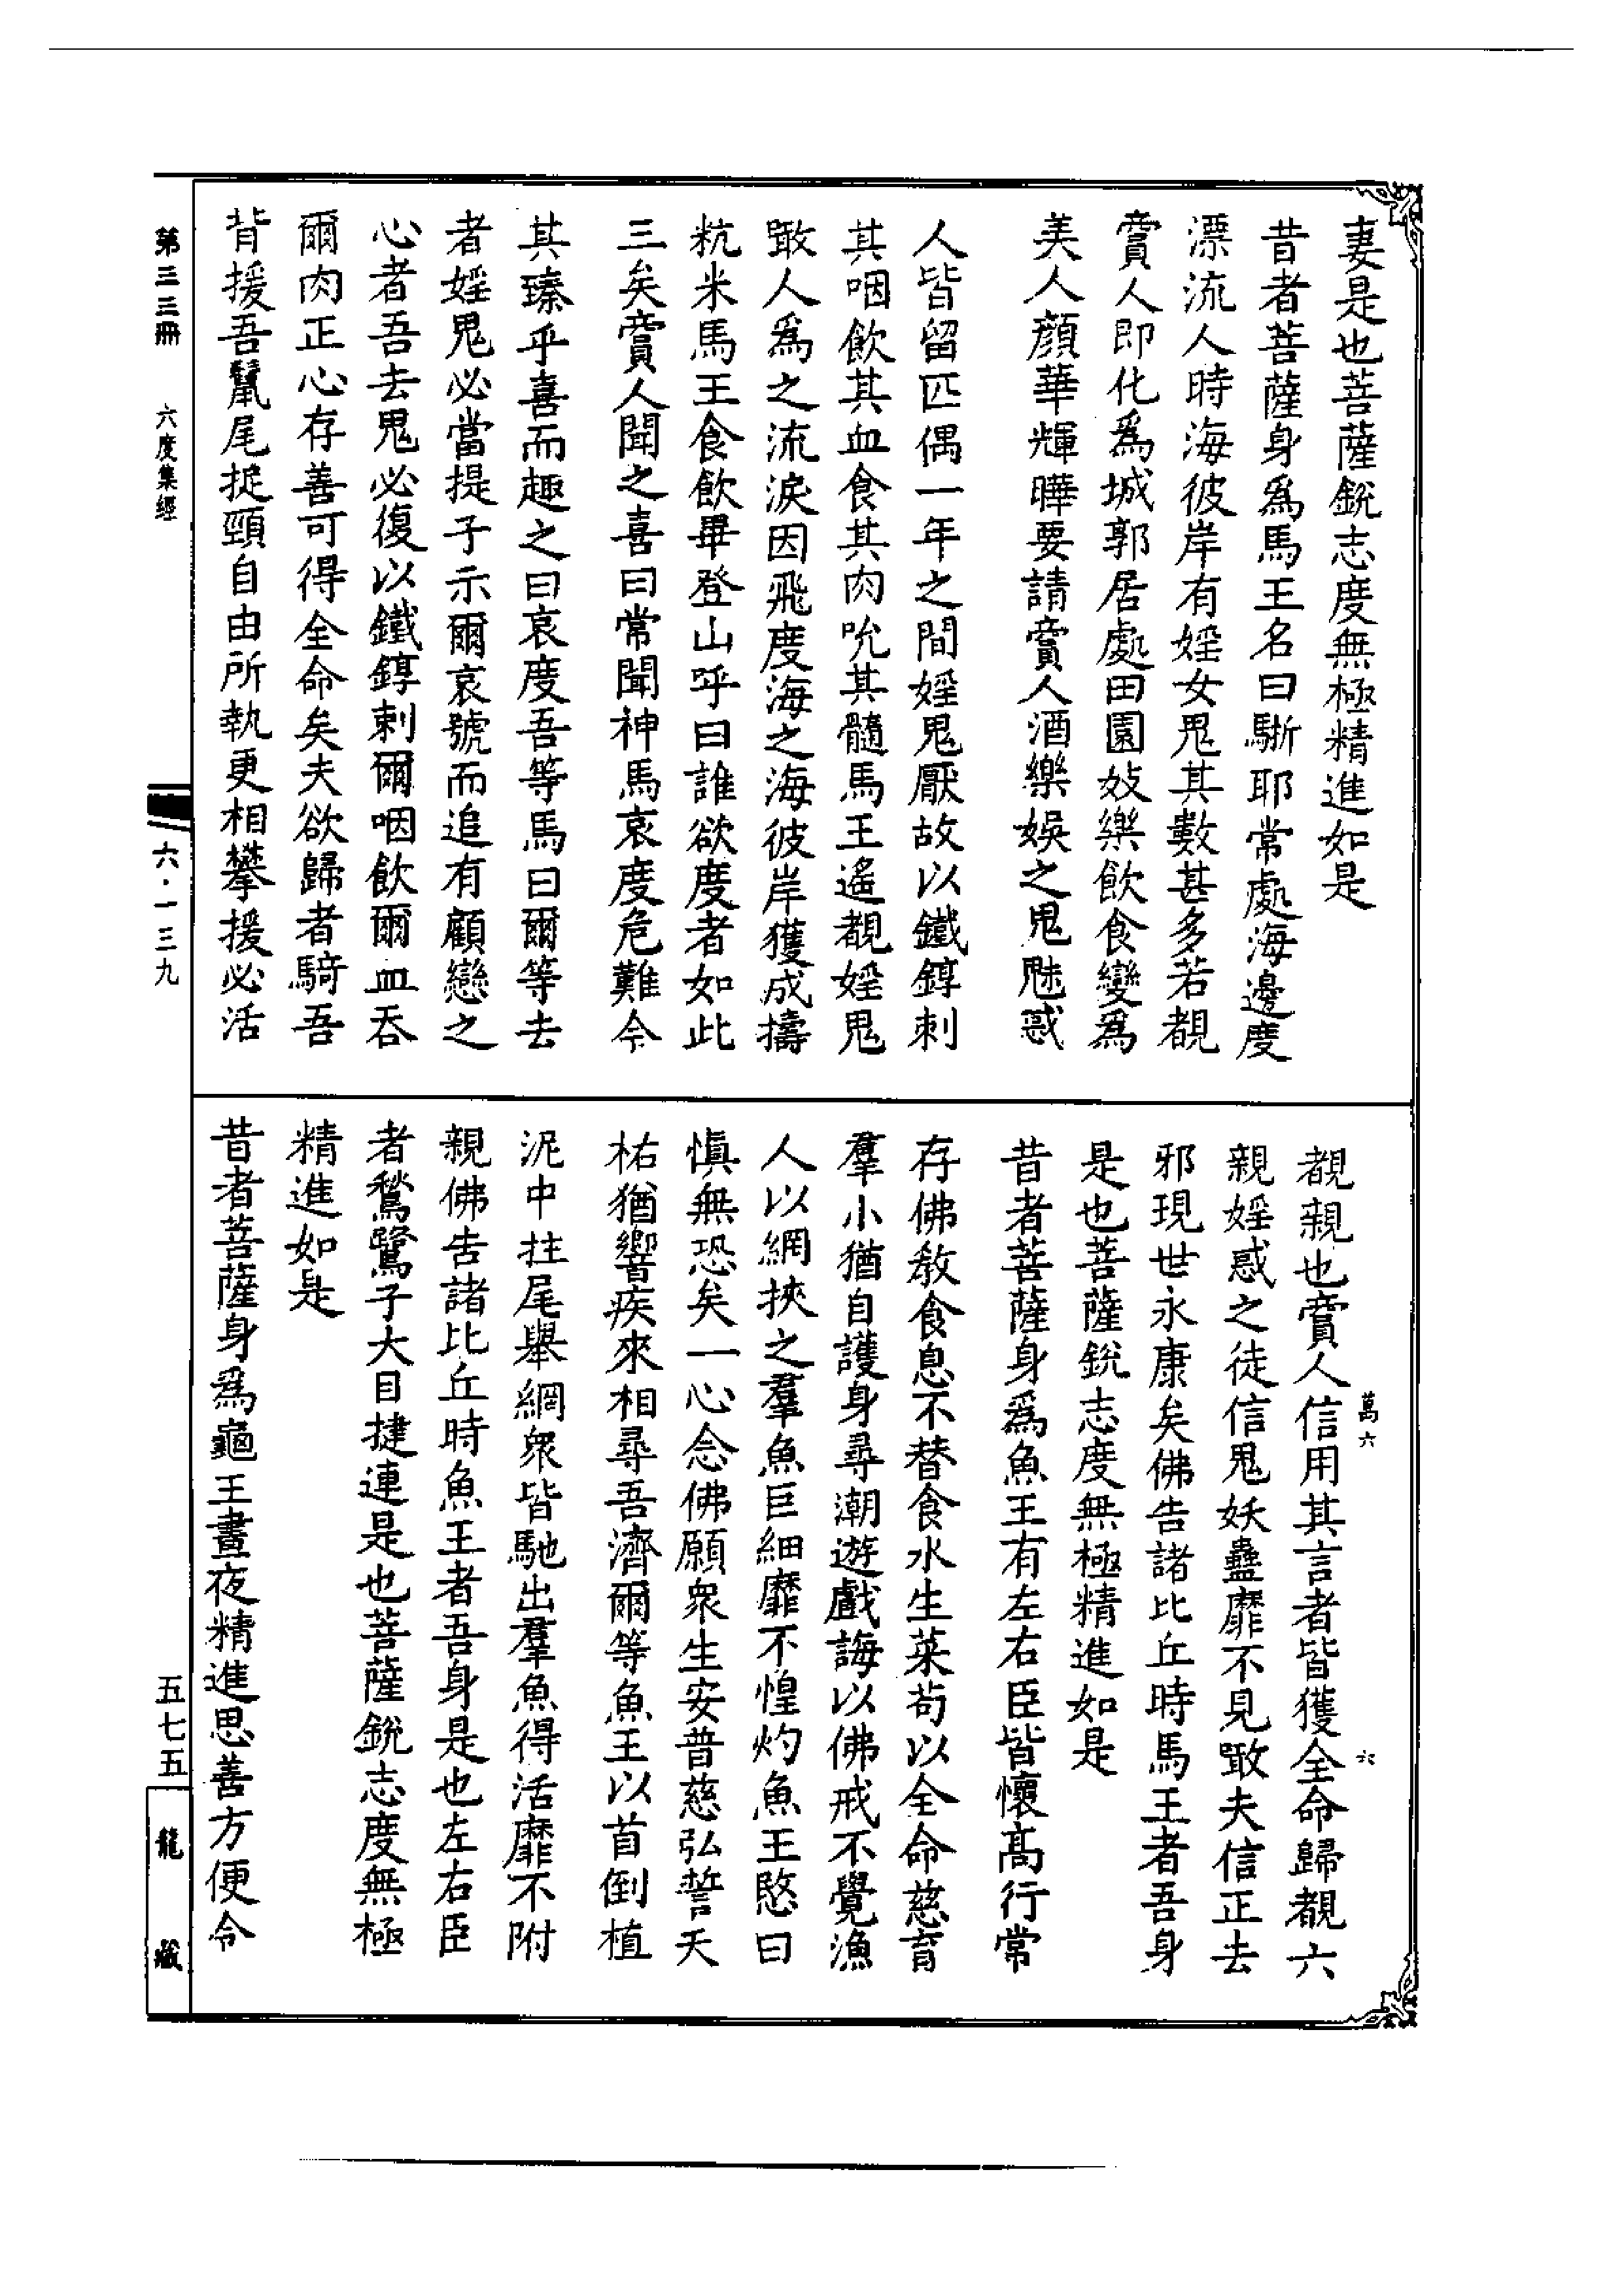 妻是也菩薩銳志度無極精進如是
昔者菩薩身爲馬王名曰駈耶常處海邊度
漂流人時海彼岸有婬女鬼其數甚多若覩
賣人即化爲城郭居處田園妓樂飲食變爲
美人顏華輝曄要請賣人酒樂娛之鬼魅惑
人皆留匹偶一年之間婬鬼厭故以鐵錞刺
其咽飲其血食其肉吮其髓馬王遙覩婬鬼
噉人爲之流淚因飛度海之海彼岸獲成擣
粇米馬王食飲畢登山呼曰誰欲度者如此
三矣賣人聞之喜曰常聞神馬哀度危難今
其臻乎喜而趣之曰哀度吾等馬曰爾等去
者婬鬼必當提子示爾哀號而追有顧戀之
心者吾去鬼必復以鐵錞刺爾咽飲爾血吞
爾肉正心存善可得全命矣夫欲歸者騎吾
背援吾鬣尾捉頸自由所執更相攀援必活
覩親也賣人信用其言者皆獲全命歸覩六
親婬惑之徒信鬼妖蠱靡不見噉夫信正去
邪現世永康矣佛告諸比丘時馬王者吾身
是也菩薩銳志度無極精進如是
昔者菩薩身爲魚王有左右臣皆懷高行常
存佛教食息不替食水生菜茍以全命慈育
羣小猶自護身尋潮遊戲誨以佛戒不覺漁
人以網挾之羣魚巨細靡不惶灼魚王愍曰
愼無恐矣一心念佛願衆生安普慈弘誓天
祐猶響疾來相尋吾濟爾等魚王以首倒植
泥中拄尾舉網衆皆馳出羣魚得活靡不附
親佛告諸比丘時魚王者吾身是也左右臣
者鶖鷺子大目揵連是也菩薩銳志度無極
精進如是
昔者菩薩身爲龜王晝夜精進思善方便令
萬六
六
第三三冊
六度集經
六·一三九
五七五
龍藏